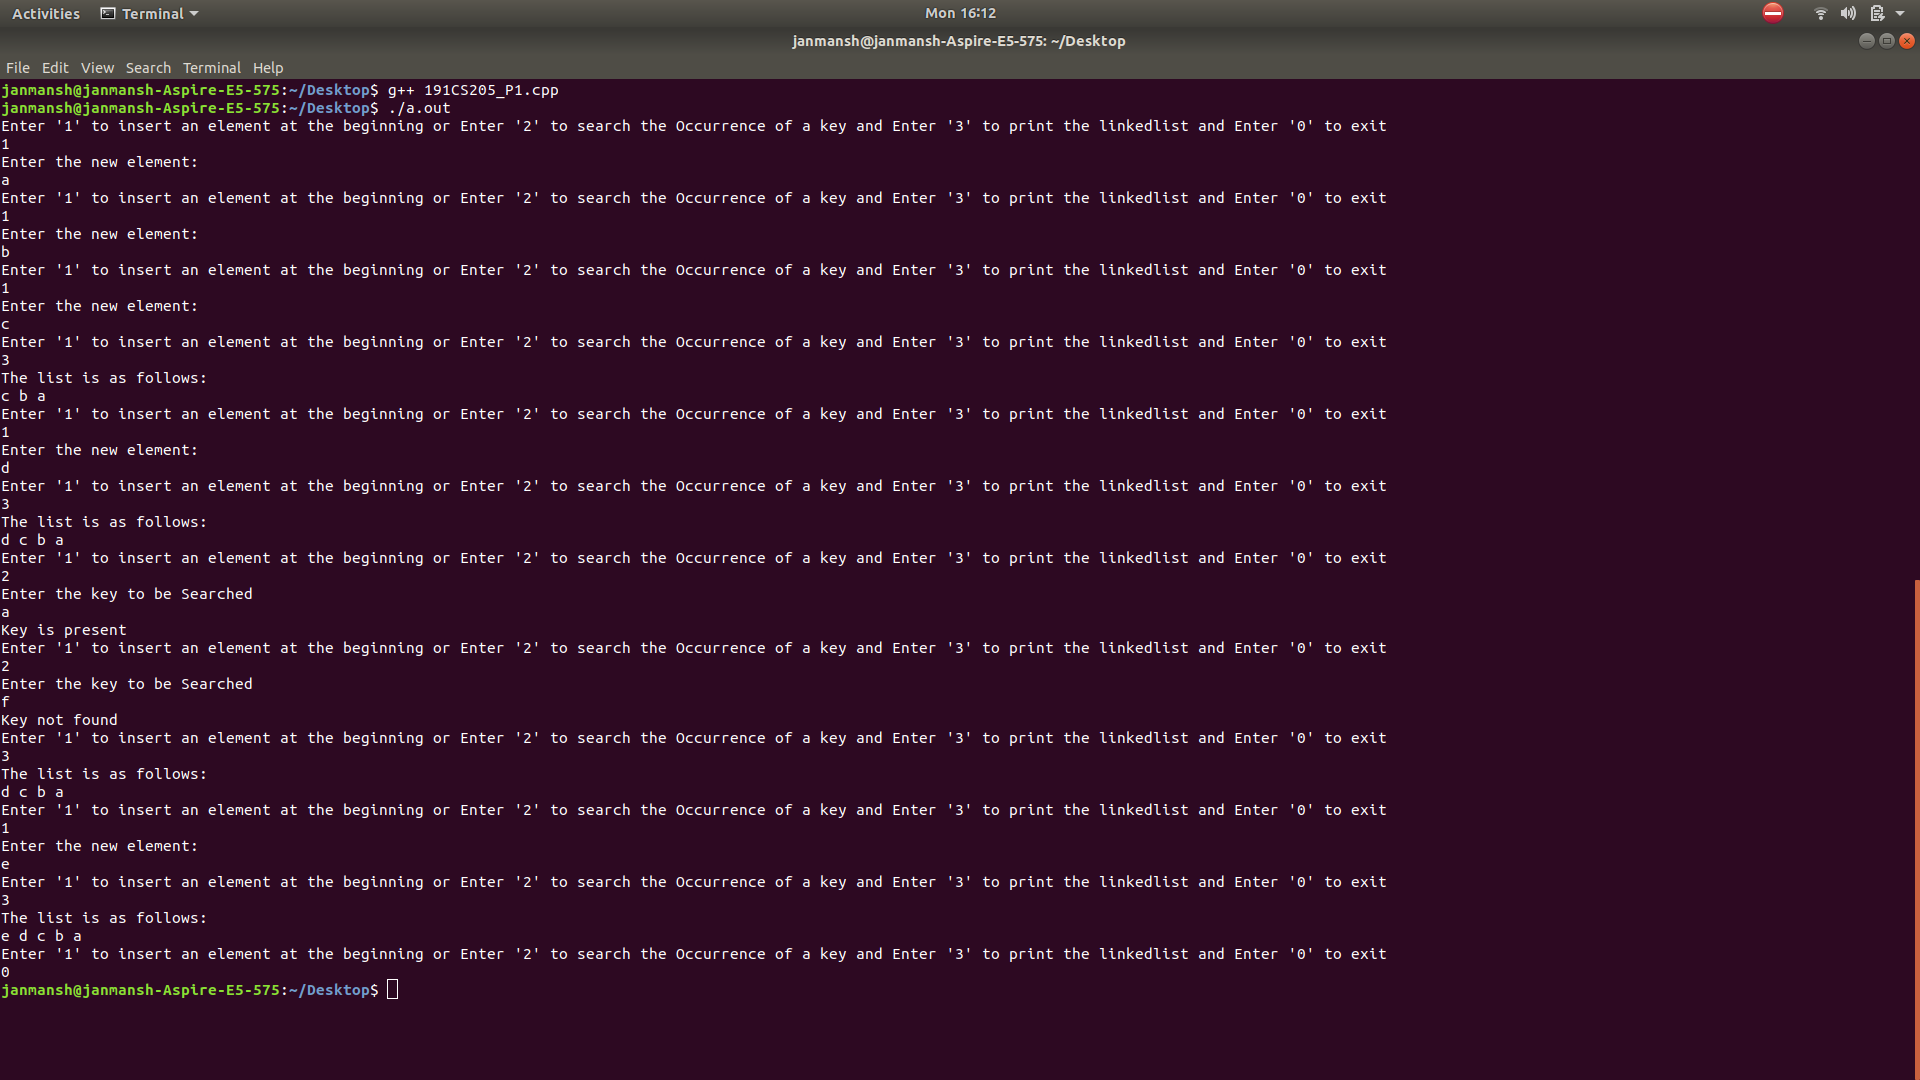 Activities Terminal Mon 16:12
janmansh@janmansh-Aspire-E5-575: ~/Desktop
File Edit View Search Terminal Help
janmansh@janmansh-Aspire-E5-575:~/Desktop$ g++ 191CS205_P1.cpp
janmansh@janmansh-Aspire-E5-575:~/Desktop$ ./a.out
Enter '1' to insert an element at the beginning or Enter '2' to search the Occurrence of a key and Enter '3' to print the linkedlist and Enter '0' to exit
1
Enter the new element:
a
Enter '1' to insert an element at the beginning or Enter '2' to search the Occurrence of a key and Enter '3' to print the linkedlist and Enter '0' to exit
1
Enter the new element:
b
Enter '1' to insert an element at the beginning or Enter '2' to search the Occurrence of a key and Enter '3' to print the linkedlist and Enter '0' to exit
1
Enter the new element:
c
Enter '1' to insert an element at the beginning or Enter '2' to search the Occurrence of a key and Enter '3' to print the linkedlist and Enter '0' to exit
3
The list is as follows:
c b a
Enter '1' to insert an element at the beginning or Enter '2' to search the Occurrence of a key and Enter '3' to print the linkedlist and Enter '0' to exit
1
Enter the new element:
d
Enter '1' to insert an element at the beginning or Enter '2' to search the Occurrence of a key and Enter '3' to print the linkedlist and Enter '0' to exit
3
The list is as follows:
d c b a
Enter '1' to insert an element at the beginning or Enter '2' to search the Occurrence of a key and Enter '3' to print the linkedlist and Enter '0' to exit
2
Enter the key to be Searched
a
Key is present
Enter '1' to insert an element at the beginning or Enter '2' to search the Occurrence of a key and Enter '3' to print the linkedlist and Enter '0' to exit
2
Enter the key to be Searched
f
Key not found
Enter '1' to insert an element at the beginning or Enter '2' to search the Occurrence of a key and Enter '3' to print the linkedlist and Enter '0' to exit
3
The list is as follows:
d c b a
Enter '1' to insert an element at the beginning or Enter '2' to search the Occurrence of a key and Enter '3' to print the linkedlist and Enter '0' to exit
1
Enter the new element:
e
Enter '1' to insert an element at the beginning or Enter '2' to search the Occurrence of a key and Enter '3' to print the linkedlist and Enter '0' to exit
3
The list is as follows:
e d c b a
Enter '1' to insert an element at the beginning or Enter '2' to search the Occurrence of a key and Enter '3' to print the linkedlist and Enter '0' to exit
0
janmansh@janmansh-Aspire-E5-575:~/Desktop$